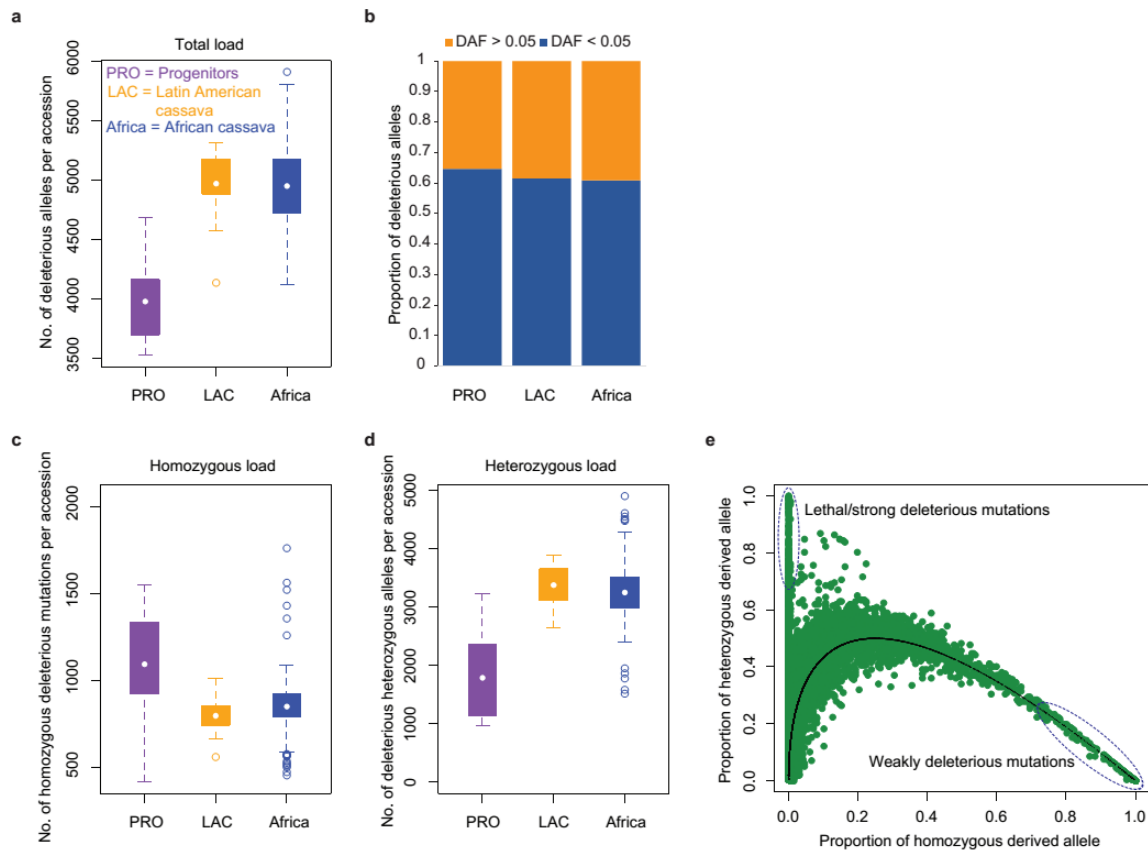 a
Total load
No. of deleterious alleles per accession
6000
5500
5000
4500
4000
3500
PRO = Progenitors
LAC = Latin American
cassava
Africa = African cassava
PRO LAC Africa
b
DAF > 0.05 DAF < 0.05
Proportion of deleterious alleles
1
0.9
0.8
0.7
0.6
0.5
0.4
0.3
0.2
0.1
0
PRO LAC Africa
c
Homozygous load
No. of homozygous deleterious mutations per accession
2000
1500
1000
500
PRO LAC Africa
d
Heterozygous load
No. of deleterious heterozygous alleles per accession
5000
4000
3000
2000
1000
0
PRO LAC Africa
e
Proportion of heterozygous derived allele
1.0
0.8
0.6
0.4
0.2
0.0
Lethal/strong deleterious mutations
Weakly deleterious mutations
0.0 0.2 0.4 0.6 0.8 1.0
Proportion of homozygous derived allele